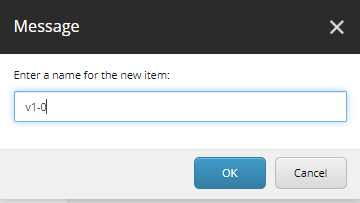 Message
Enter a name for the new item:
v1-0
OK
Cancel